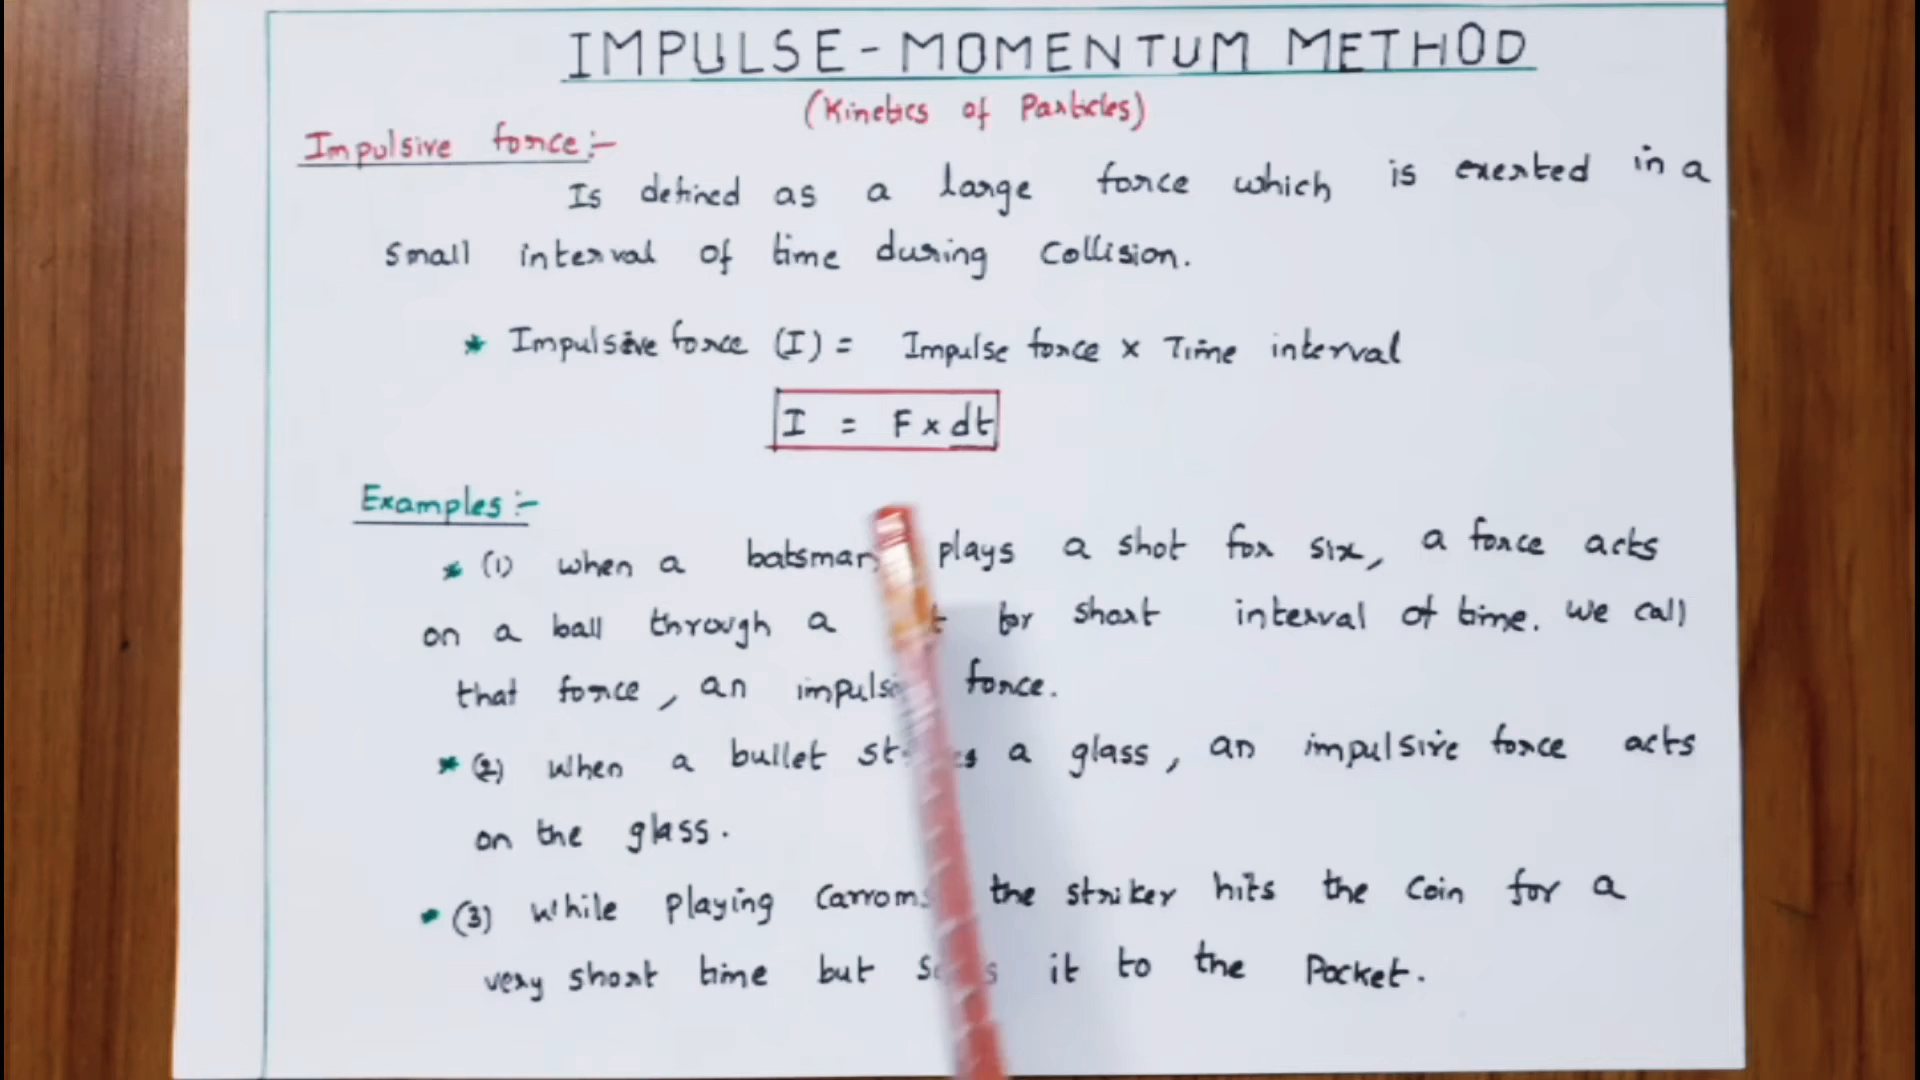 IMPULSE - MOMENTUM METHOD
(Kinetics of Particles)
Impulsive force :-
Is defined as a large force which is exerted in a
small interval of time during Collision.
* Impulsive force (I) = Impulse force x Time interval
I = F x dt
Examples :-
* (1) when a batsman plays a shot for six, a force acts
on a ball through a for short interval of time. We call
that force, an force.
* (2) When a bullet a glass, an impulsive force acts
on the glass.
* (3) While playing Carroms the striker hits the Coin for a
very short time but it to the Pocket.